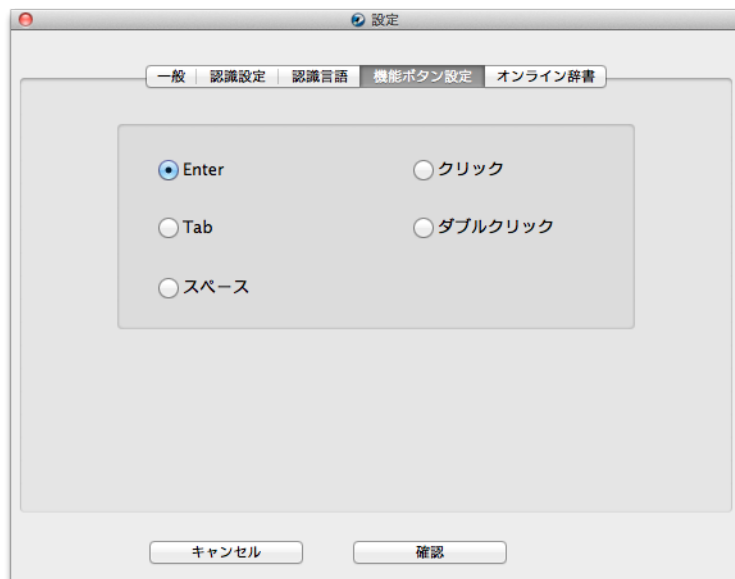 設定
一般 認識設定 認識言語 機能ボタン設定 オンライン辞書
Enter クリック
Tab ダブルクリック
スペース
キャンセル 確認